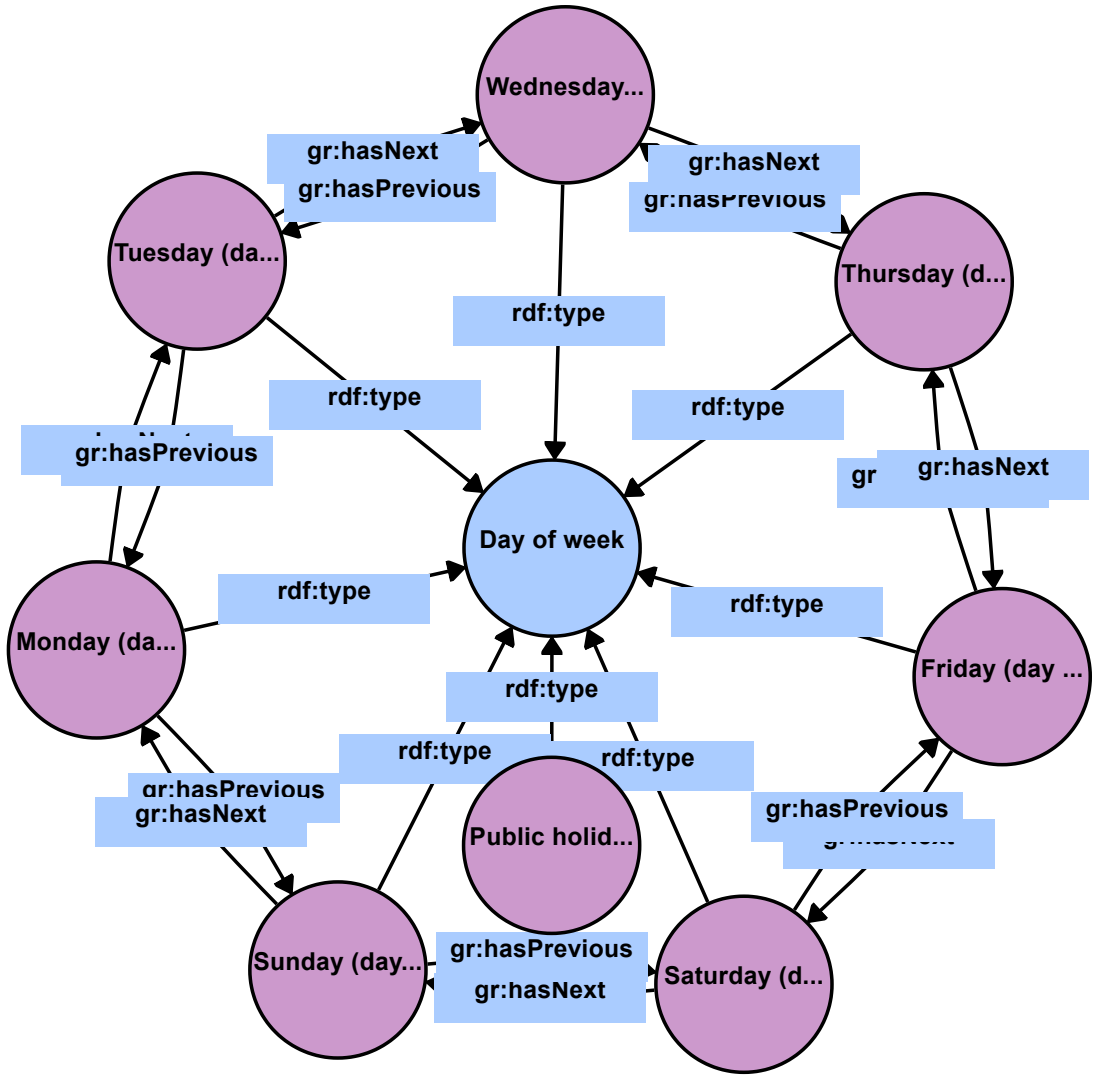 Wednesday...
gr:hasNext
gr:hasNext
gr:hasPrevious
gr:hasPrevious
Tuesday (da...
Thursday (d...
rdf:type
rdf:type
rdf:type
gr:hasPrevious
gr
gr:hasNext
Day of week
rdf:type
rdf:type
Monday (da...
Friday (day ...
rdf:type
rdf:type
rdf:type
gr:hasPrevious
gr:hasNext
gr:hasPrevious
Public holid...
Sunday (day...
gr:hasPrevious
Saturday (d...
gr:hasNext